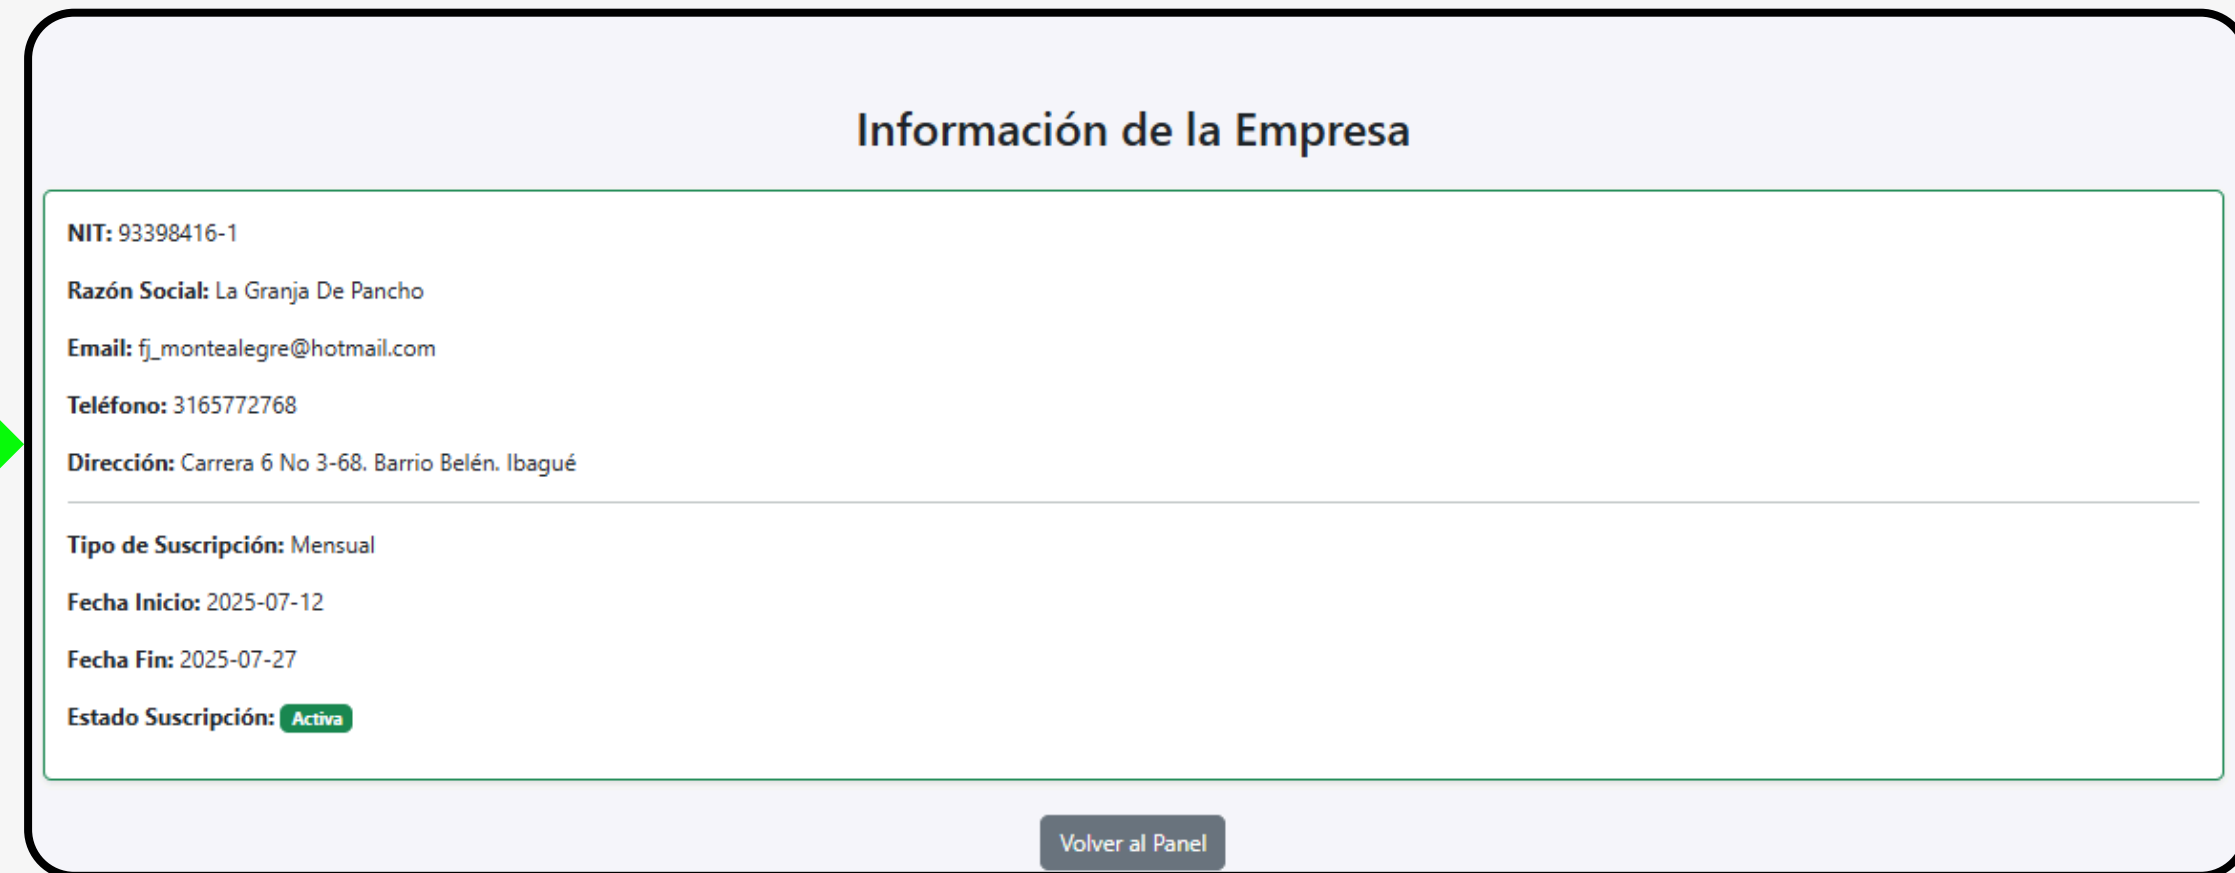 Información de la Empresa
NIT: 93398416-1
Razón Social: La Granja De Pancho
Email: fj_montealegre@hotmail.com
Teléfono: 3165772768
Dirección: Carrera 6 No 3-68. Barrio Belén. Ibagué
Tipo de Suscripción: Mensual
Fecha Inicio: 2025-07-12
Fecha Fin: 2025-07-27
Estado Suscripción: Activa
Volver al Panel